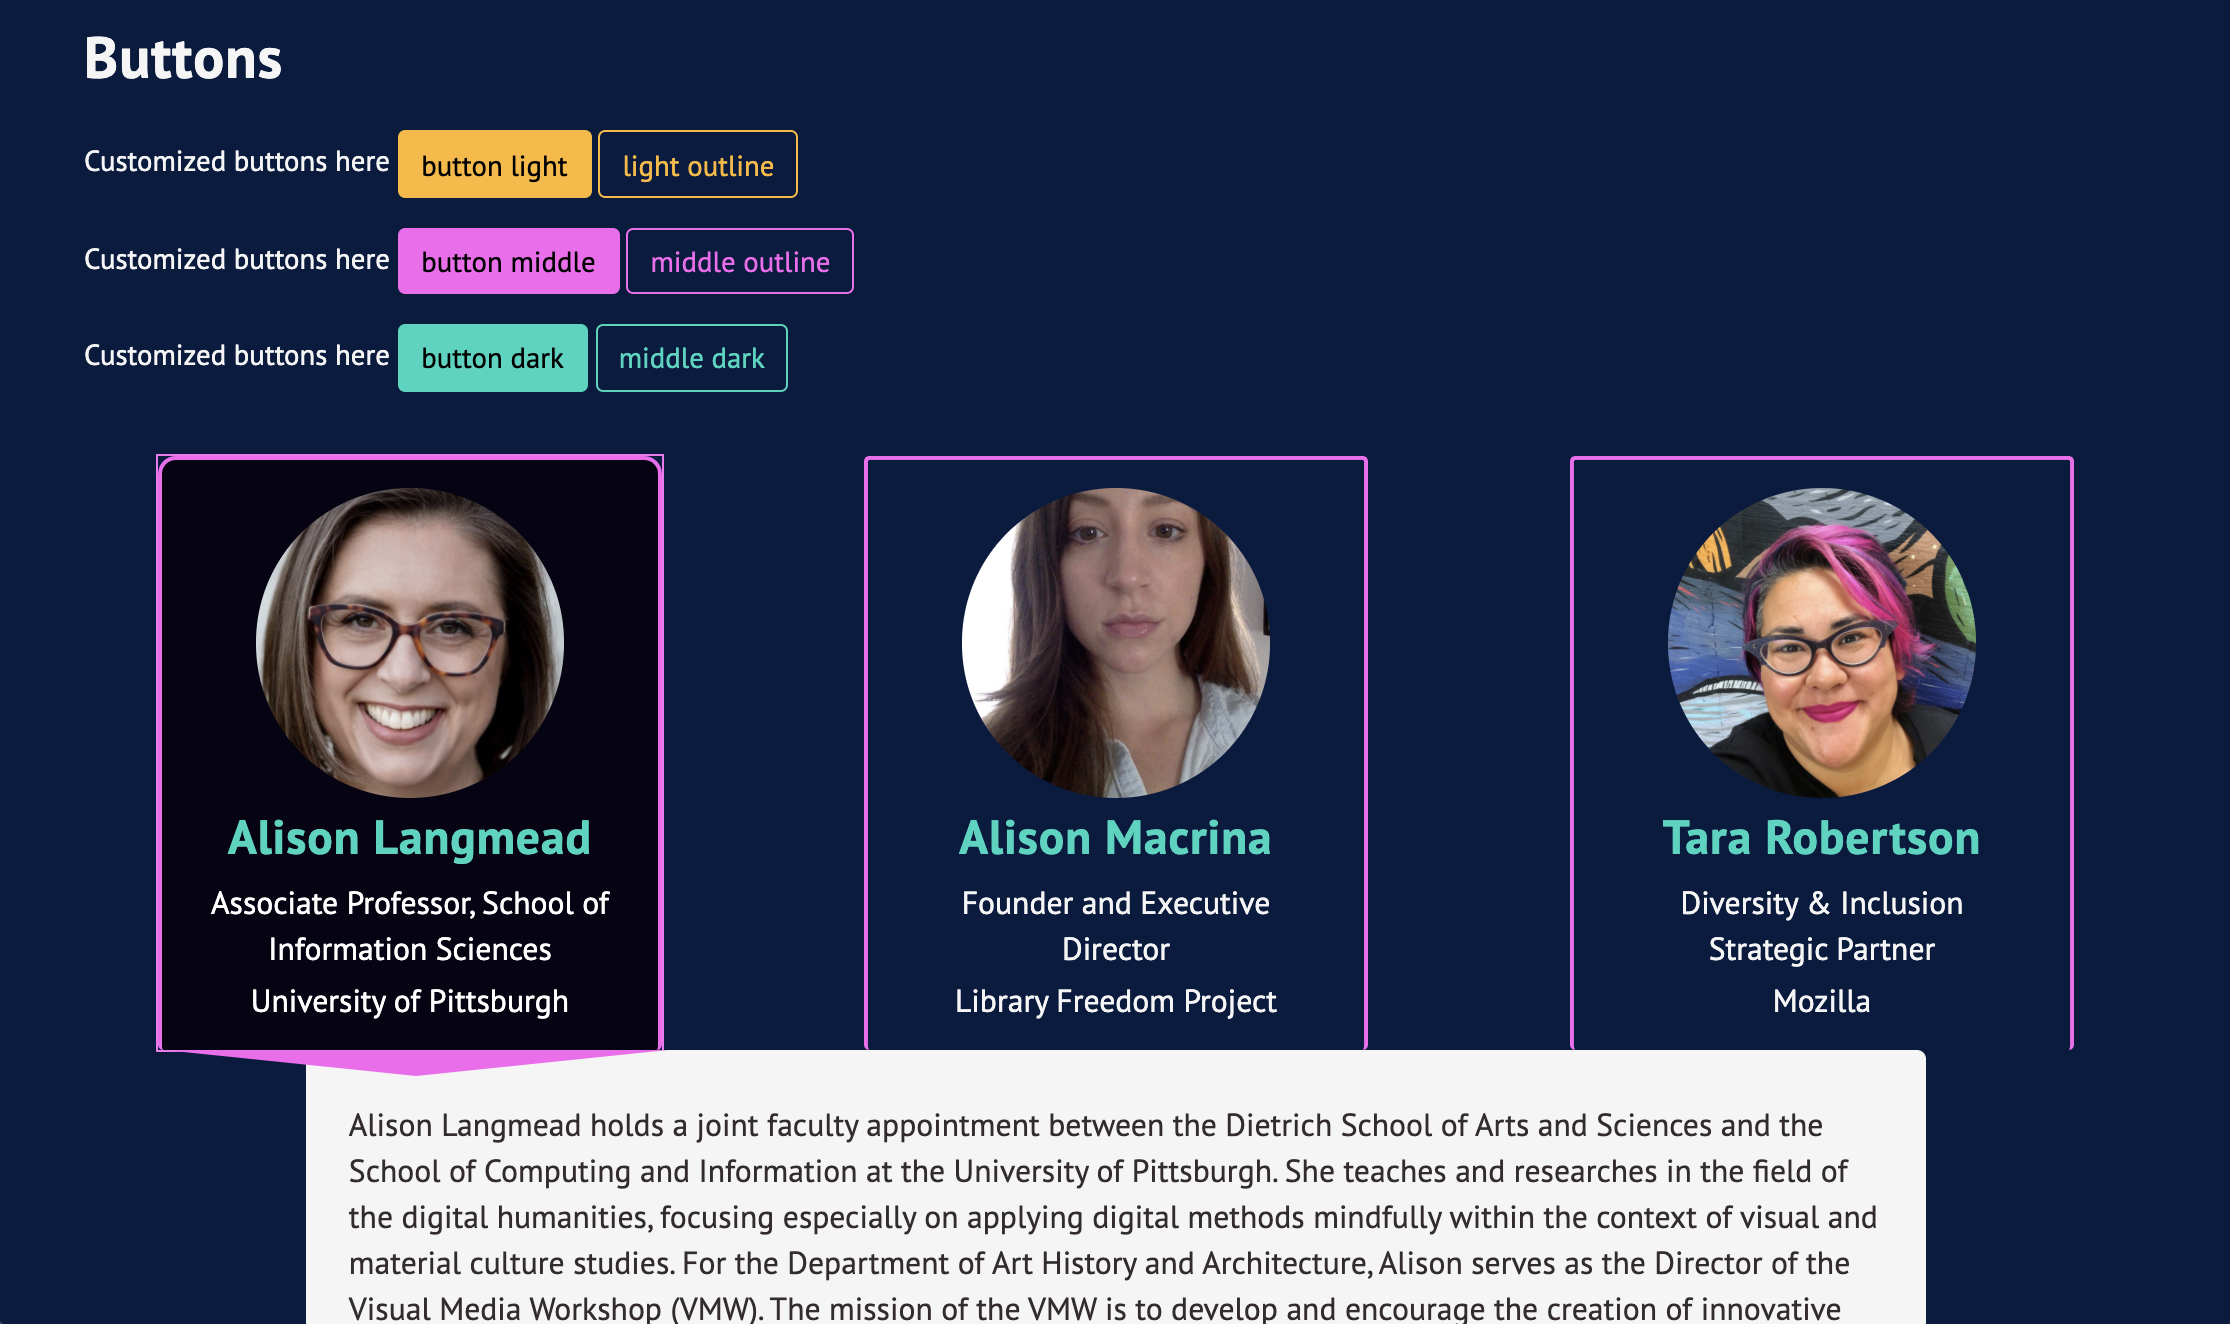 Buttons
Customized buttons here button light light outline
Customized buttons here button middle middle outline
Customized buttons here button dark middle dark
Alison Langmead
Associate Professor, School of
Information Sciences
University of Pittsburgh
Alison Macrina
Founder and Executive
Director
Library Freedom Project
Tara Robertson
Diversity & Inclusion
Strategic Partner
Mozilla
Alison Langmead holds a joint faculty appointment between the Dietrich School of Arts and Sciences and the
School of Computing and Information at the University of Pittsburgh. She teaches and researches in the field of
the digital humanities, focusing especially on applying digital methods mindfully within the context of visual and
material culture studies. For the Department of Art History and Architecture, Alison serves as the Director of the
Visual Media Workshop (VMW). The mission of the VMW is to develop and encourage the creation of innovative